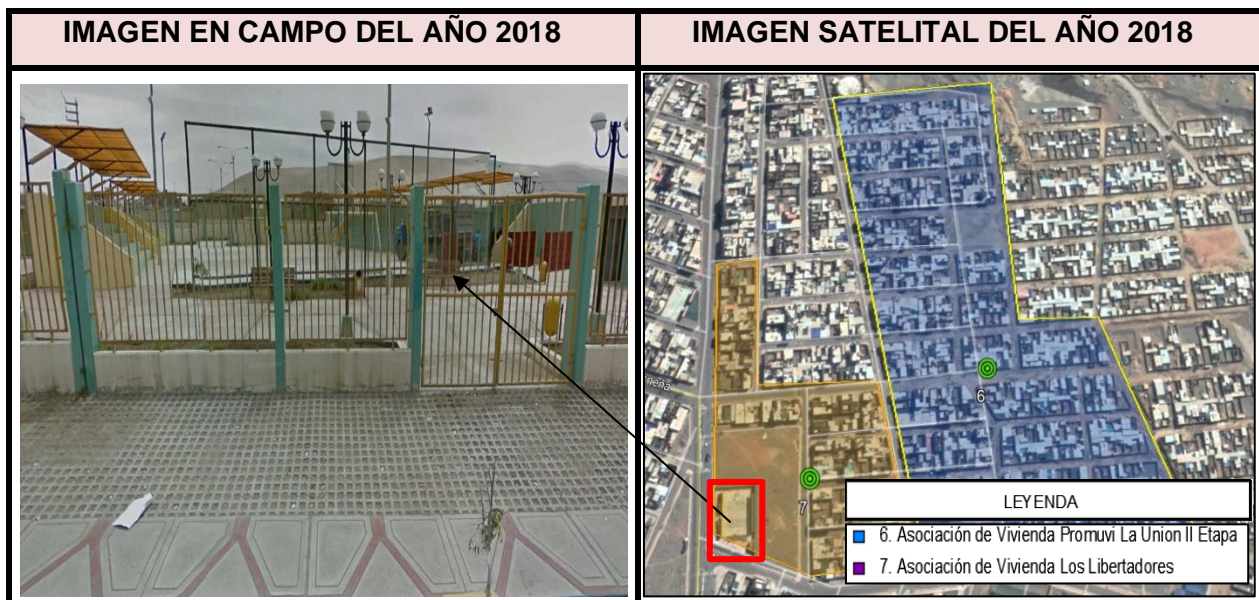 IMAGEN EN CAMPO DEL AÑO 2018
IMAGEN SATELITAL DEL AÑO 2018
6
7
LEYENDA
6. Asociación de Vivienda Promuvi La Union II Etapa
7. Asociación de Vivienda Los Libertadores